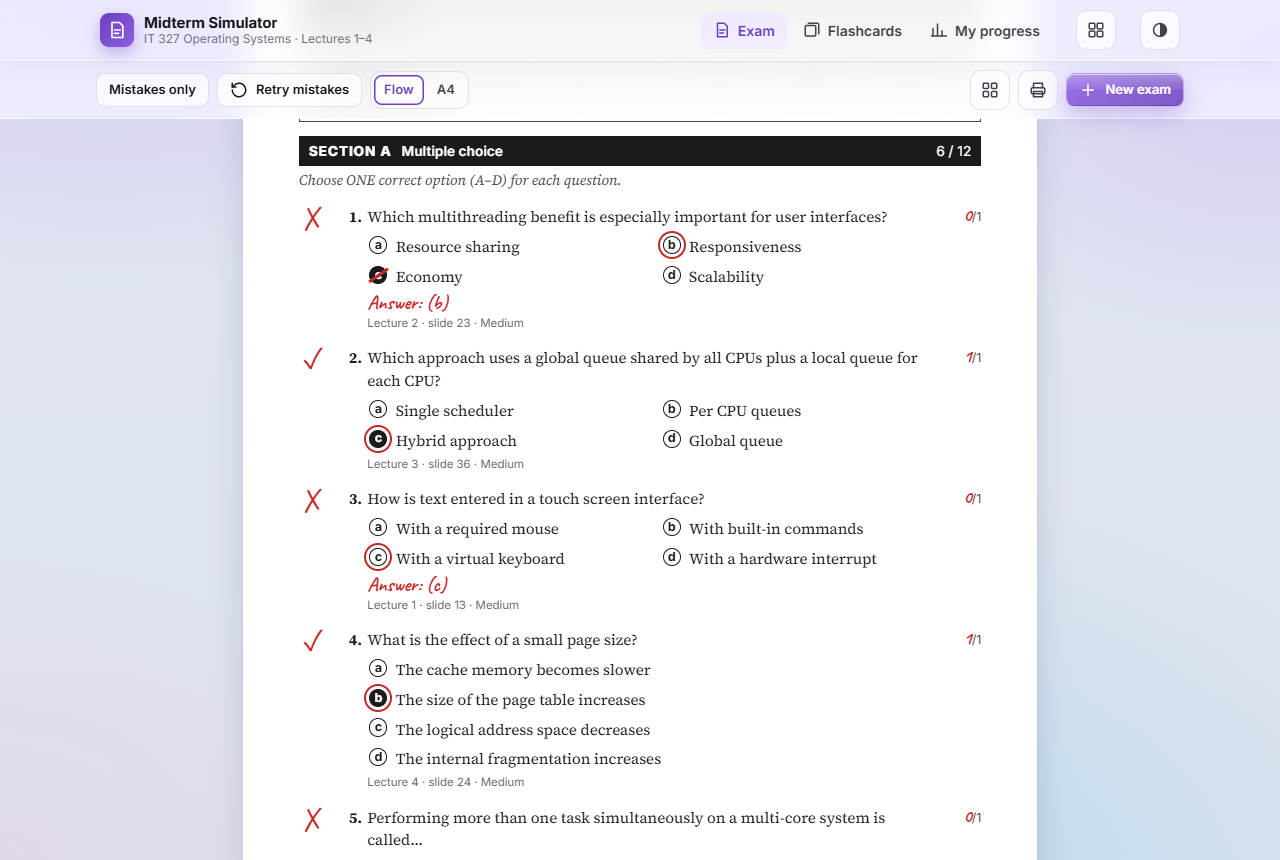 Midterm Simulator
IT 327 Operating Systems · Lectures 1–4
Exam
Flashcards
My progress
Mistakes only
Retry mistakes
Flow
A4
New exam
SECTION A Multiple choice 6 / 12
Choose ONE correct option (A–D) for each question.
1. Which multithreading benefit is especially important for user interfaces? 0/1
a Resource sharing
b Responsiveness
c Economy
d Scalability
Answer: (b)
Lecture 2 · slide 23 · Medium
2. Which approach uses a global queue shared by all CPUs plus a local queue for 1/1
each CPU?
a Single scheduler
b Per CPU queues
c Hybrid approach
d Global queue
Lecture 3 · slide 36 · Medium
3. How is text entered in a touch screen interface? 0/1
a With a required mouse
b With built-in commands
c With a virtual keyboard
d With a hardware interrupt
Answer: (c)
Lecture 1 · slide 13 · Medium
4. What is the effect of a small page size? 1/1
a The cache memory becomes slower
b The size of the page table increases
c The logical address space decreases
d The internal fragmentation increases
Lecture 4 · slide 24 · Medium
5. Performing more than one task simultaneously on a multi-core system is 0/1
called...